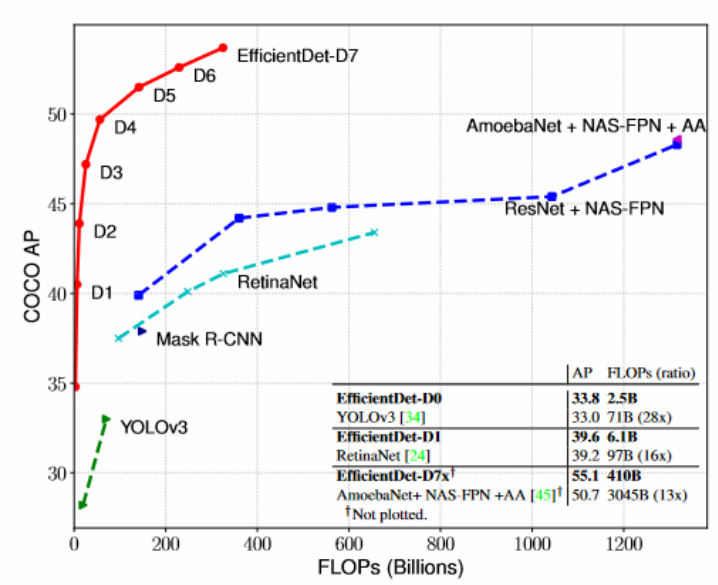 EfficientDet-D7
D6
D5
D4
AmoebaNet + NAS-FPN + AA
D3
D2
ResNet + NAS-FPN
D1
RetinaNet
Mask R-CNN
YOLOv3
COCO AP
50
45
40
35
30
AP FLOPs (ratio)
EfficientDet-D0 33.8 2.5B
YOLOv3 [34] 33.0 71B (28x)
EfficientDet-D1 39.6 6.1B
RetinaNet [24] 39.2 97B (16x)
EfficientDet-D7x† 55.1 410B
AmoebaNet+ NAS-FPN +AA [45]† 50.7 3045B (13x)
†Not plotted.
0 200 400 600 800 1000 1200
FLOPs (Billions)